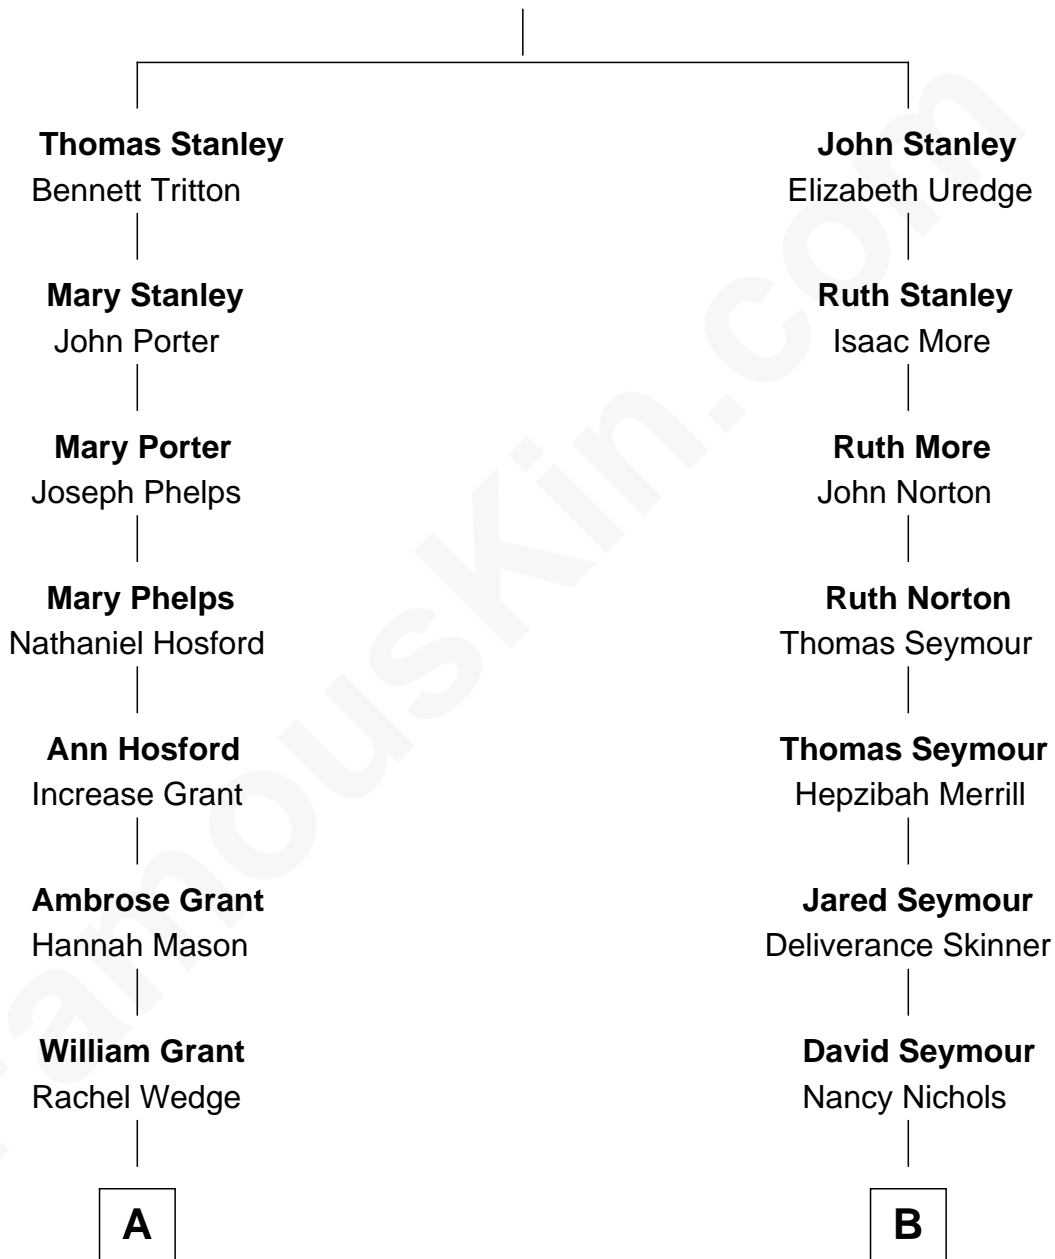 Thomas Stanley
Bennett Tritton
John Stanley
Elizabeth Uredge
Mary Stanley
John Porter
Ruth Stanley
Isaac More
Mary Porter
Joseph Phelps
Ruth More
John Norton
Mary Phelps
Nathaniel Hosford
Ruth Norton
Thomas Seymour
Ann Hosford
Increase Grant
Thomas Seymour
Hepzibah Merrill
Ambrose Grant
Hannah Mason
Jared Seymour
Deliverance Skinner
William Grant
Rachel Wedge
David Seymour
Nancy Nichols
A
B
FamousKin.com